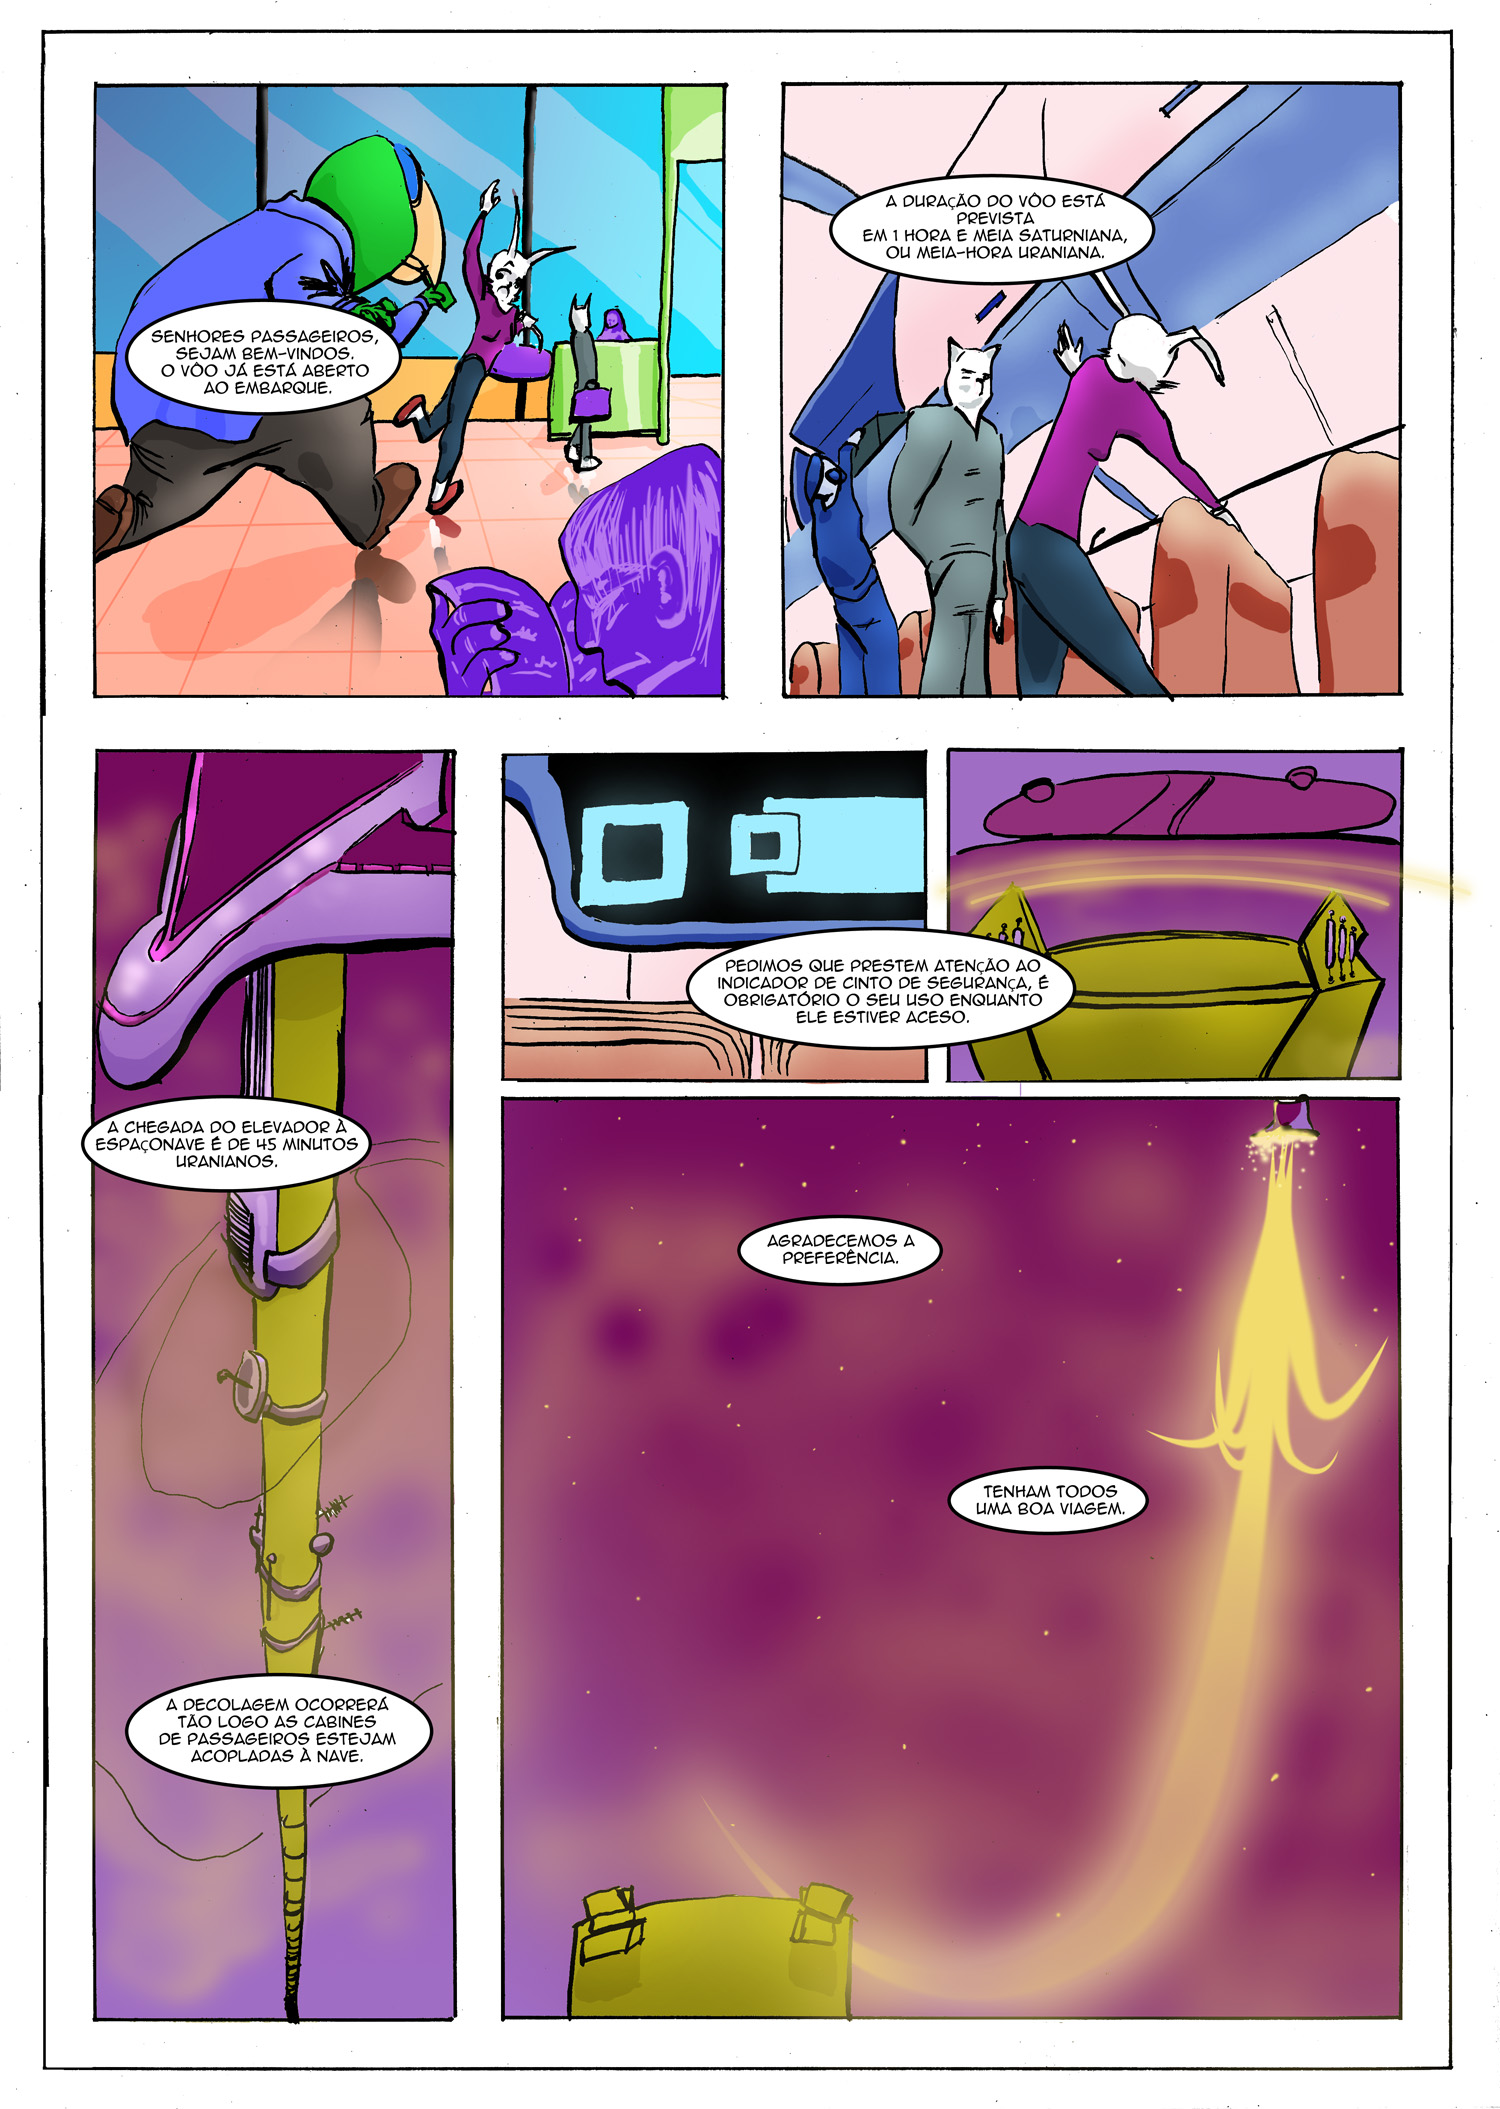 SENHORES PASSAGEIROS,
SEJAM BEM-VINDOS.
O VÔO JÁ ESTÁ ABERTO
AO EMBARQUE.
A DURAÇÃO DO VÔO ESTÁ
PREVISTA
EM 1 HORA E MEIA SATURNIANA,
OU MEIA-HORA URANIANA.
A CHEGADA DO ELEVADOR À
ESPAÇONAVE É DE 45 MINUTOS
URANIANOS.
A DECOLAGEM OCORRERÁ
TÃO LOGO AS CABINES
DE PASSAGEIROS ESTEJAM
ACOPLADAS À NAVE.
PEDIMOS QUE PRESTEM ATENÇÃO AO
INDICADOR DE CINTO DE SEGURANÇA, É
OBRIGATÓRIO O SEU USO ENQUANTO
ELE ESTIVER ACESO.
AGRADECEMOS A
PREFERÊNCIA.
TENHAM TODOS
UMA BOA VIAGEM.